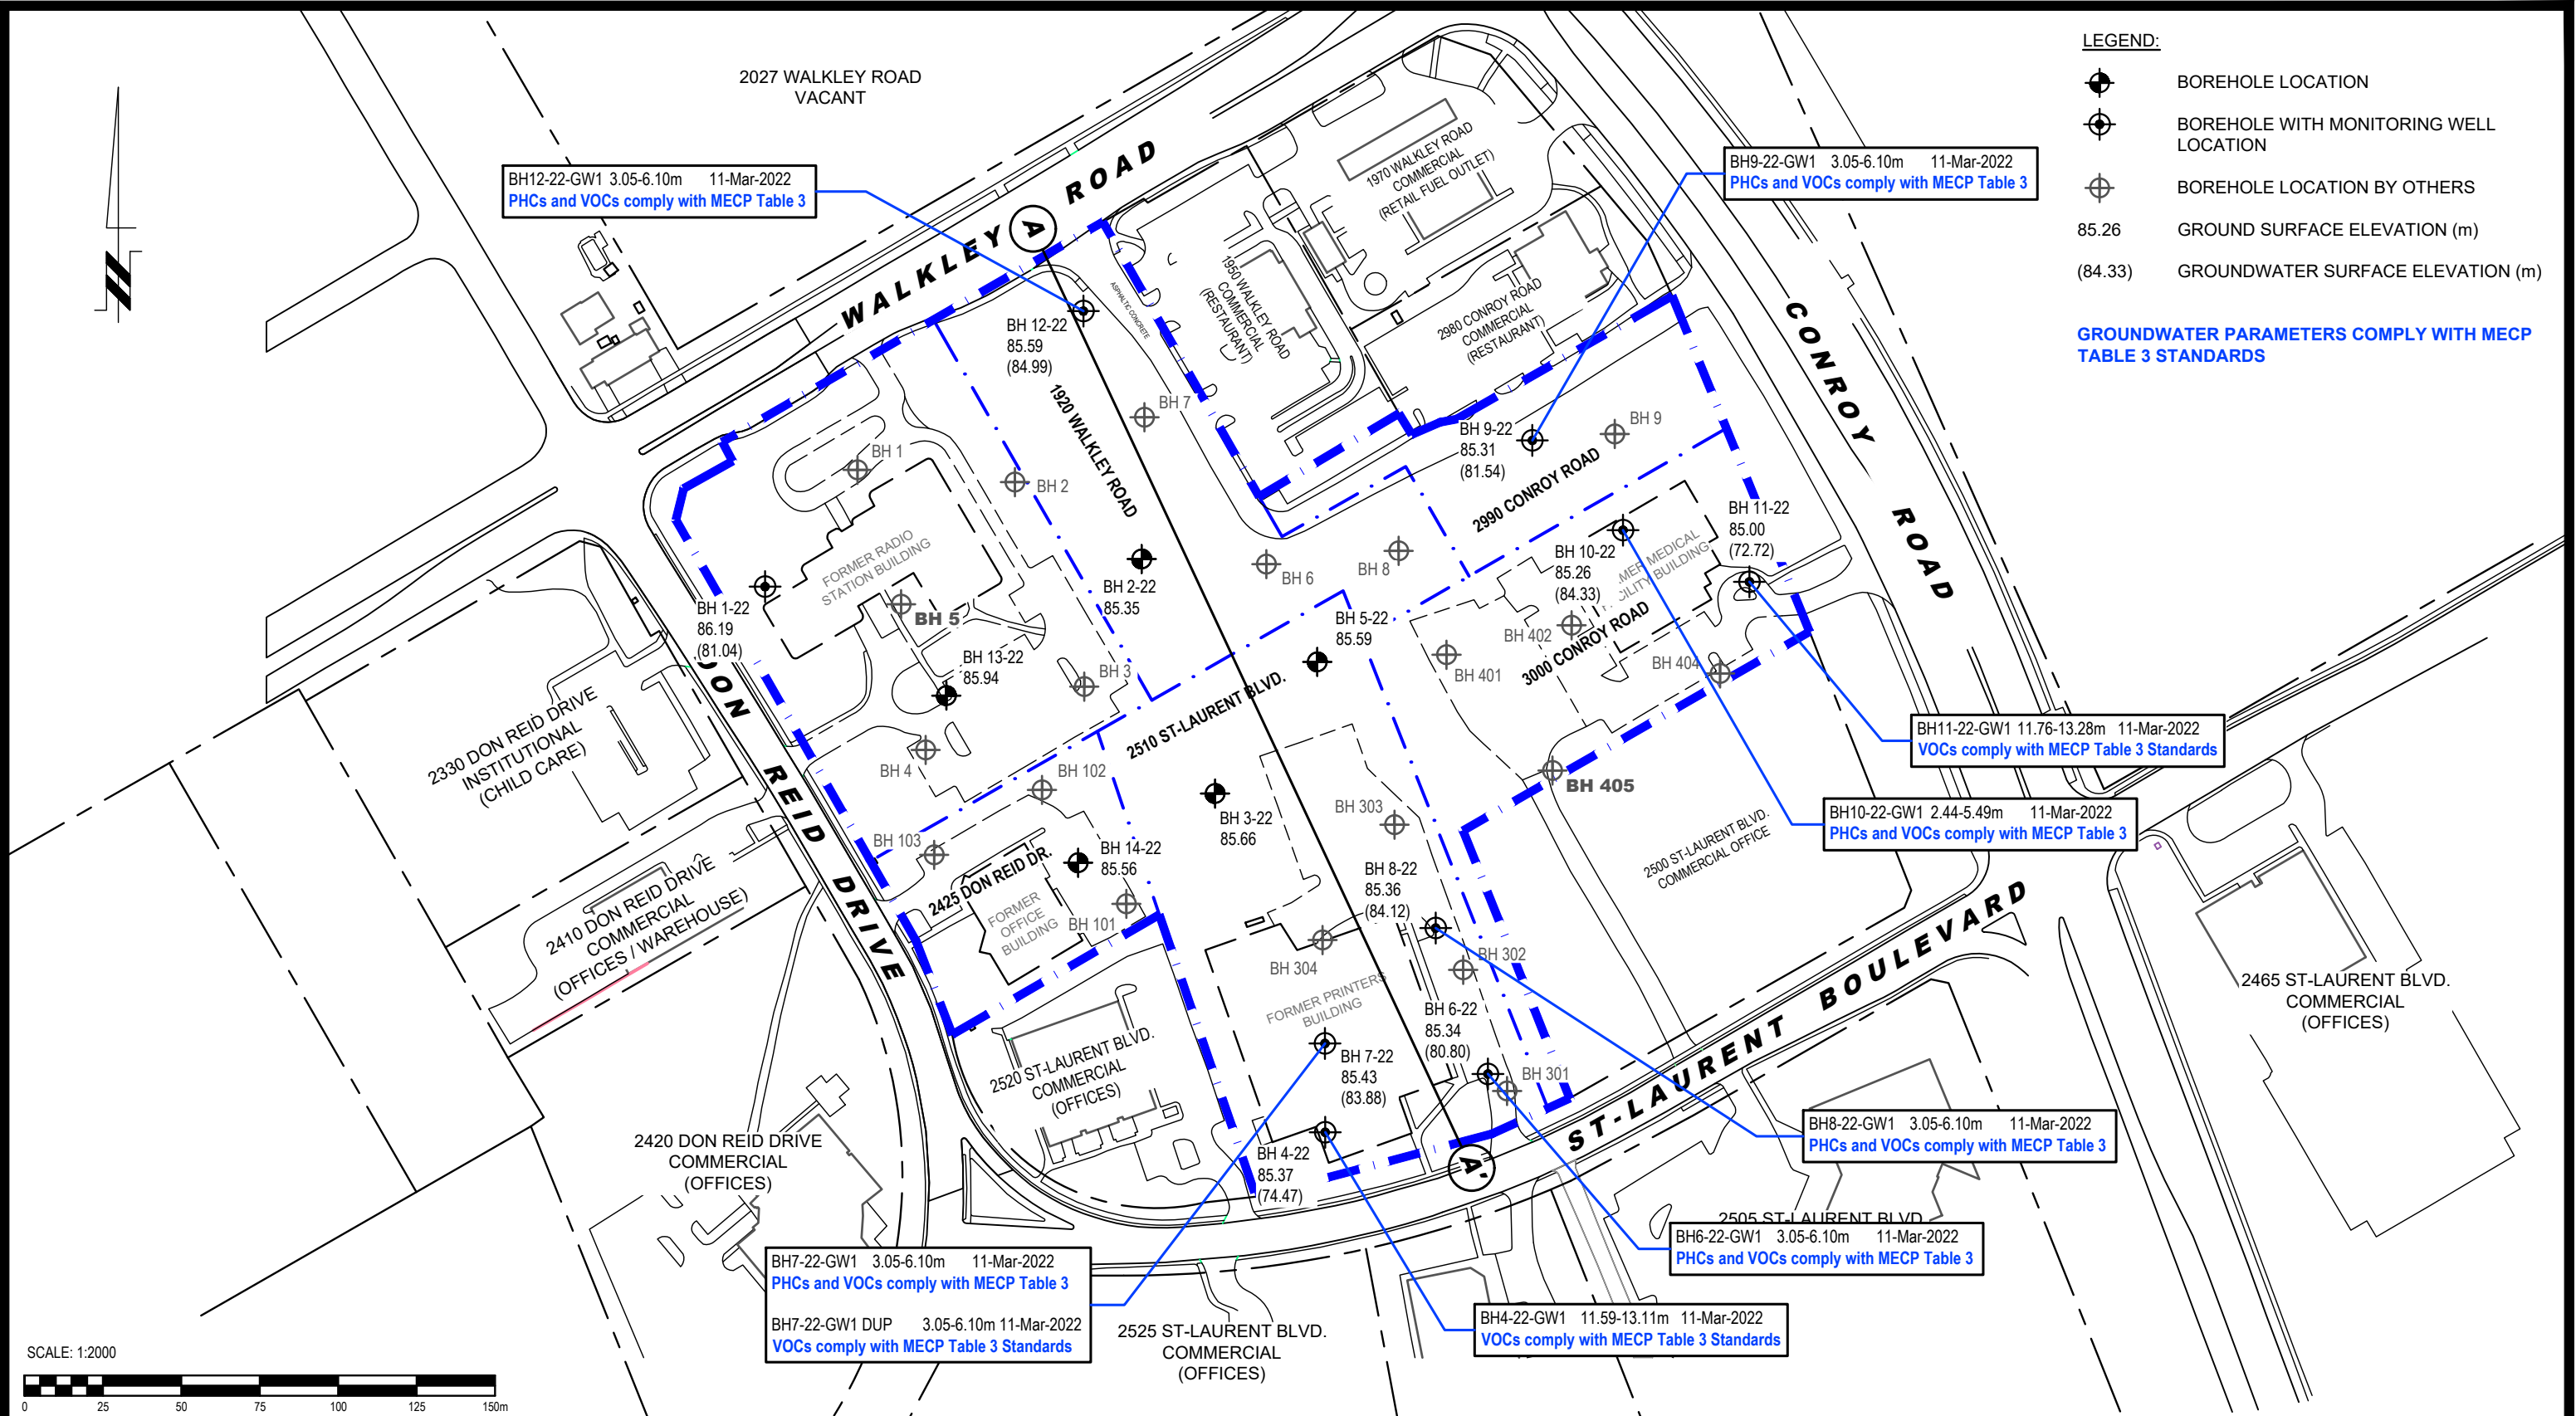 2027 WALKLEY ROAD
VACANT
LEGEND:
BOREHOLE LOCATION
BOREHOLE WITH MONITORING WELL
LOCATION
BOREHOLE LOCATION BY OTHERS
85.26 GROUND SURFACE ELEVATION (m)
(84.33) GROUNDWATER SURFACE ELEVATION (m)
GROUNDWATER PARAMETERS COMPLY WITH MECP
TABLE 3 STANDARDS
BH12-22-GW1 3.05-6.10m 11-Mar-2022
PHCs and VOCs comply with MECP Table 3
BH9-22-GW1 3.05-6.10m 11-Mar-2022
PHCs and VOCs comply with MECP Table 3
WALKLEY ROAD
A
1970 WALKLEY ROAD
COMMERCIAL
(RETAIL FUEL OUTLET)
1950 WALKLEY ROAD
COMMERCIAL
(RESTAURANT)
2980 CONROY ROAD
COMMERCIAL
(RESTAURANT)
ASPHALTIC CONCRETE
CONROY ROAD
BH 12-22
85.59
(84.99)
1920 WALKLEY ROAD
BH 7
BH 1
BH 2
BH 9-22
85.31
(81.54)
BH 9
2990 CONROY ROAD
FORMER RADIO
STATION BUILDING
BH 1-22
86.19
(81.04)
BH 5
BH 2-22
85.35
BH 6
BH 8
BH 10-22
85.26
(84.33)
MEDICAL
BUILDING
BH 11-22
85.00
(72.72)
BH 5-22
85.59
BH 402
3000 CONROY ROAD
BH 401
BH 404
BH 13-22
85.94
BH 3
BH 4
2510 ST-LAURENT BLVD.
2330 DON REID DRIVE
INSTITUTIONAL
(CHILD CARE)
DON REID DRIVE
BH 102
BH 3-22
85.66
BH 303
BH 405
BH11-22-GW1 11.76-13.28m 11-Mar-2022
VOCs comply with MECP Table 3 Standards
BH10-22-GW1 2.44-5.49m 11-Mar-2022
PHCs and VOCs comply with MECP Table 3
2500 ST-LAURENT BLVD.
COMMERCIAL OFFICE
BH 103
BH 14-22
85.56
2425 DON REID DR.
FORMER
OFFICE
BUILDING
BH 101
2410 DON REID DRIVE
COMMERCIAL
(OFFICES / WAREHOUSE)
BH 8-22
85.36
(84.12)
BH 304
BH 302
FORMER PRINTERS
BUILDING
BH 6-22
85.34
(80.80)
BH 7-22
85.43
(83.88)
BH 301
ST-LAURENT BOULEVARD
2465 ST-LAURENT BLVD.
COMMERCIAL
(OFFICES)
2520 ST-LAURENT BLVD.
COMMERCIAL
(OFFICES)
2420 DON REID DRIVE
COMMERCIAL
(OFFICES)
BH 4-22
85.37
(74.47)
A'
BH8-22-GW1 3.05-6.10m 11-Mar-2022
PHCs and VOCs comply with MECP Table 3
2505 ST-LAURENT BLVD
BH6-22-GW1 3.05-6.10m 11-Mar-2022
PHCs and VOCs comply with MECP Table 3
BH7-22-GW1 3.05-6.10m 11-Mar-2022
PHCs and VOCs comply with MECP Table 3
BH7-22-GW1 DUP 3.05-6.10m 11-Mar-2022
VOCs comply with MECP Table 3 Standards
BH4-22-GW1 11.59-13.11m 11-Mar-2022
VOCs comply with MECP Table 3 Standards
2525 ST-LAURENT BLVD.
COMMERCIAL
(OFFICES)
SCALE: 1:2000
0 25 50 75 100 125 150m